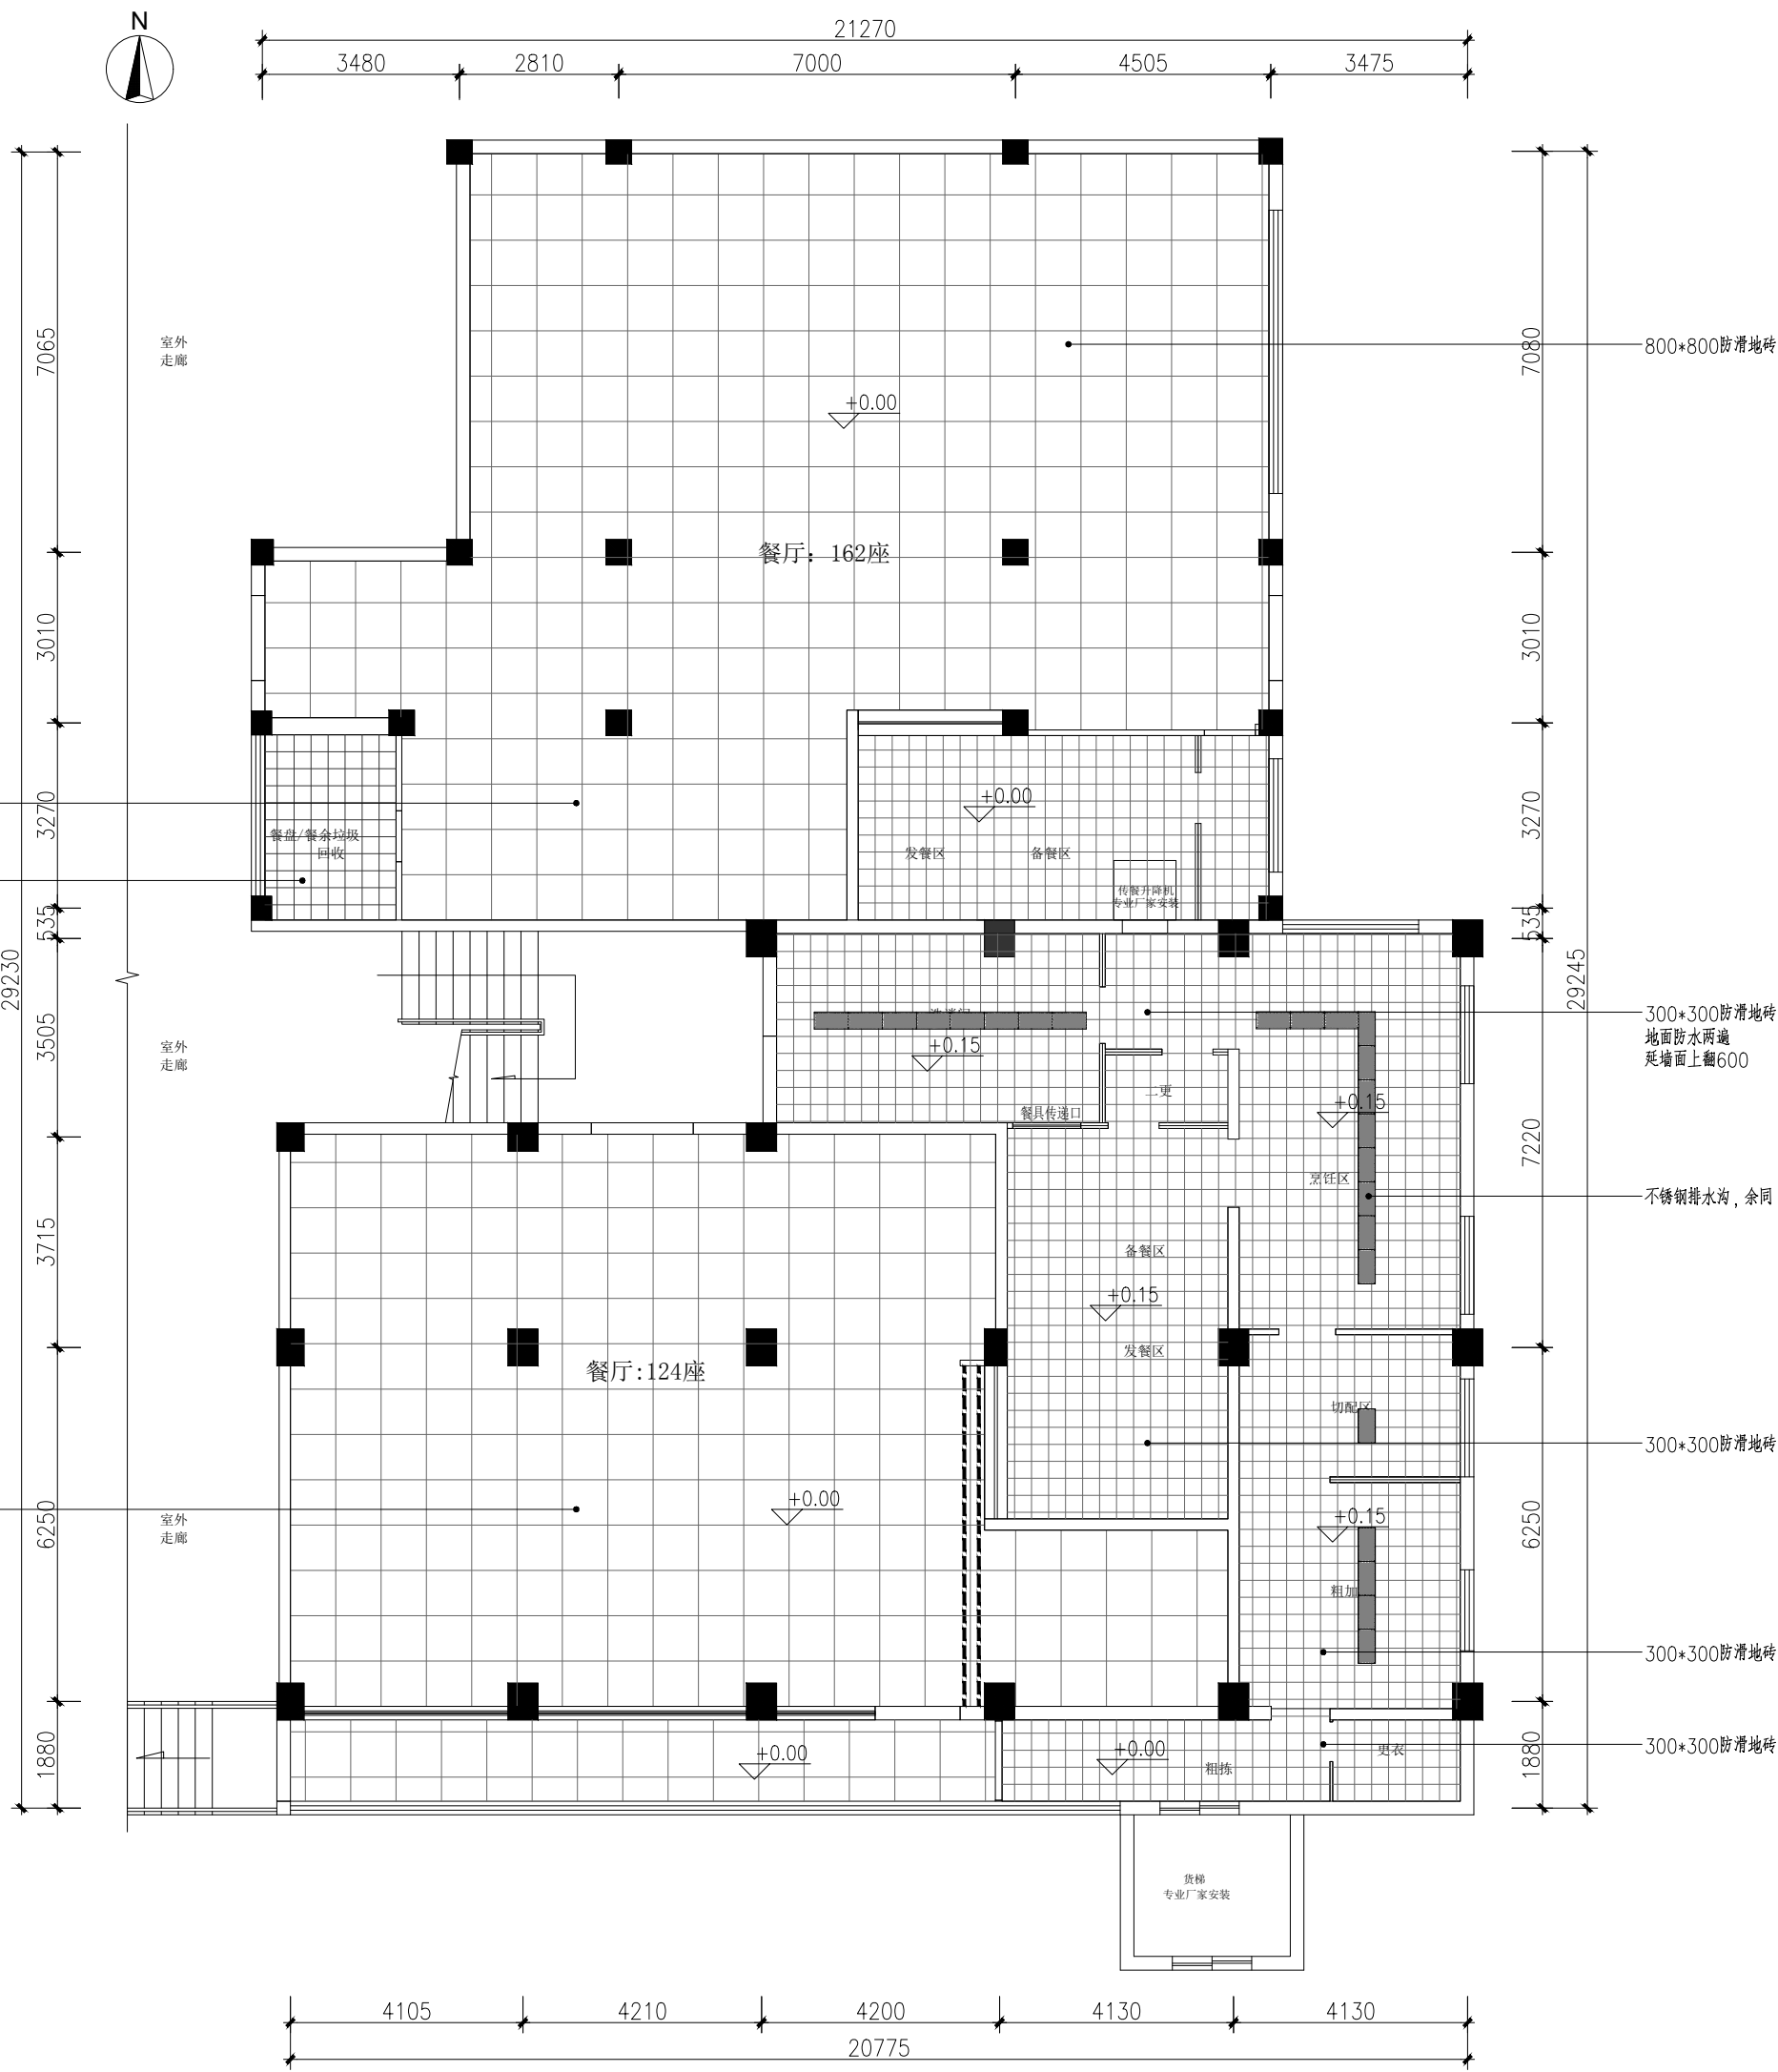 N
21270
3480
2810
7000
4505
3475
室外
走廊
7065
7080
800*800防滑地砖
+0.00
餐厅：162座
3010
3010
+0.00
3270
3270
餐盘/餐余垃圾
回收
发餐区
备餐区
传餐升降机
专业厂家安装
535
535
29230
29245
300*300防滑地砖
地面防水两遍
延墙面上翻600
3505
室外
走廊
+0.15
餐具传递口
二更
+0.15
7220
烹饪区
不锈钢排水沟,余同
3715
备餐区
+0.15
发餐区
餐厅:124座
切配区
300*300防滑地砖
6250
室外
走廊
+0.00
+0.15
6250
粗加
300*300防滑地砖
1880
+0.00
+0.00
粗拣
更衣
300*300防滑地砖
1880
货梯
专业厂家安装
4105
4210
4200
4130
4130
20775